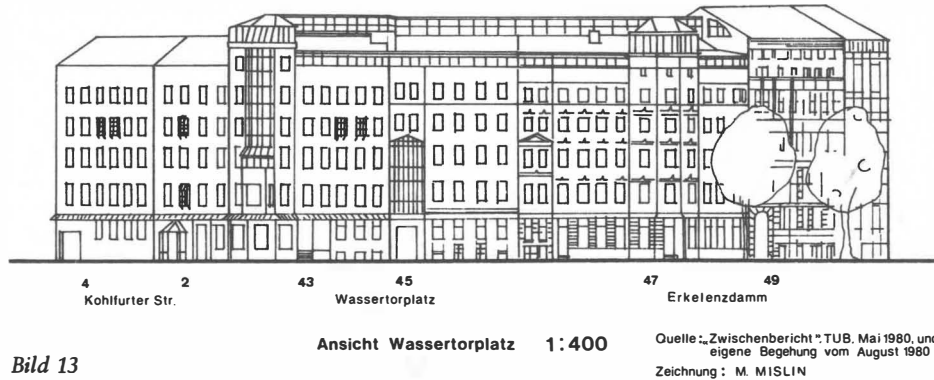 4 2 43 45 47 49
Kohlfurter Str. Wassertorplatz Erkelenzdamm
Ansicht Wassertorplatz 1:400
Quelle: „Zwischenbericht". TUB, Mai 1980, und
eigene Begehung vom August 1980
Zeichnung: M. MISLIN
Bild 13